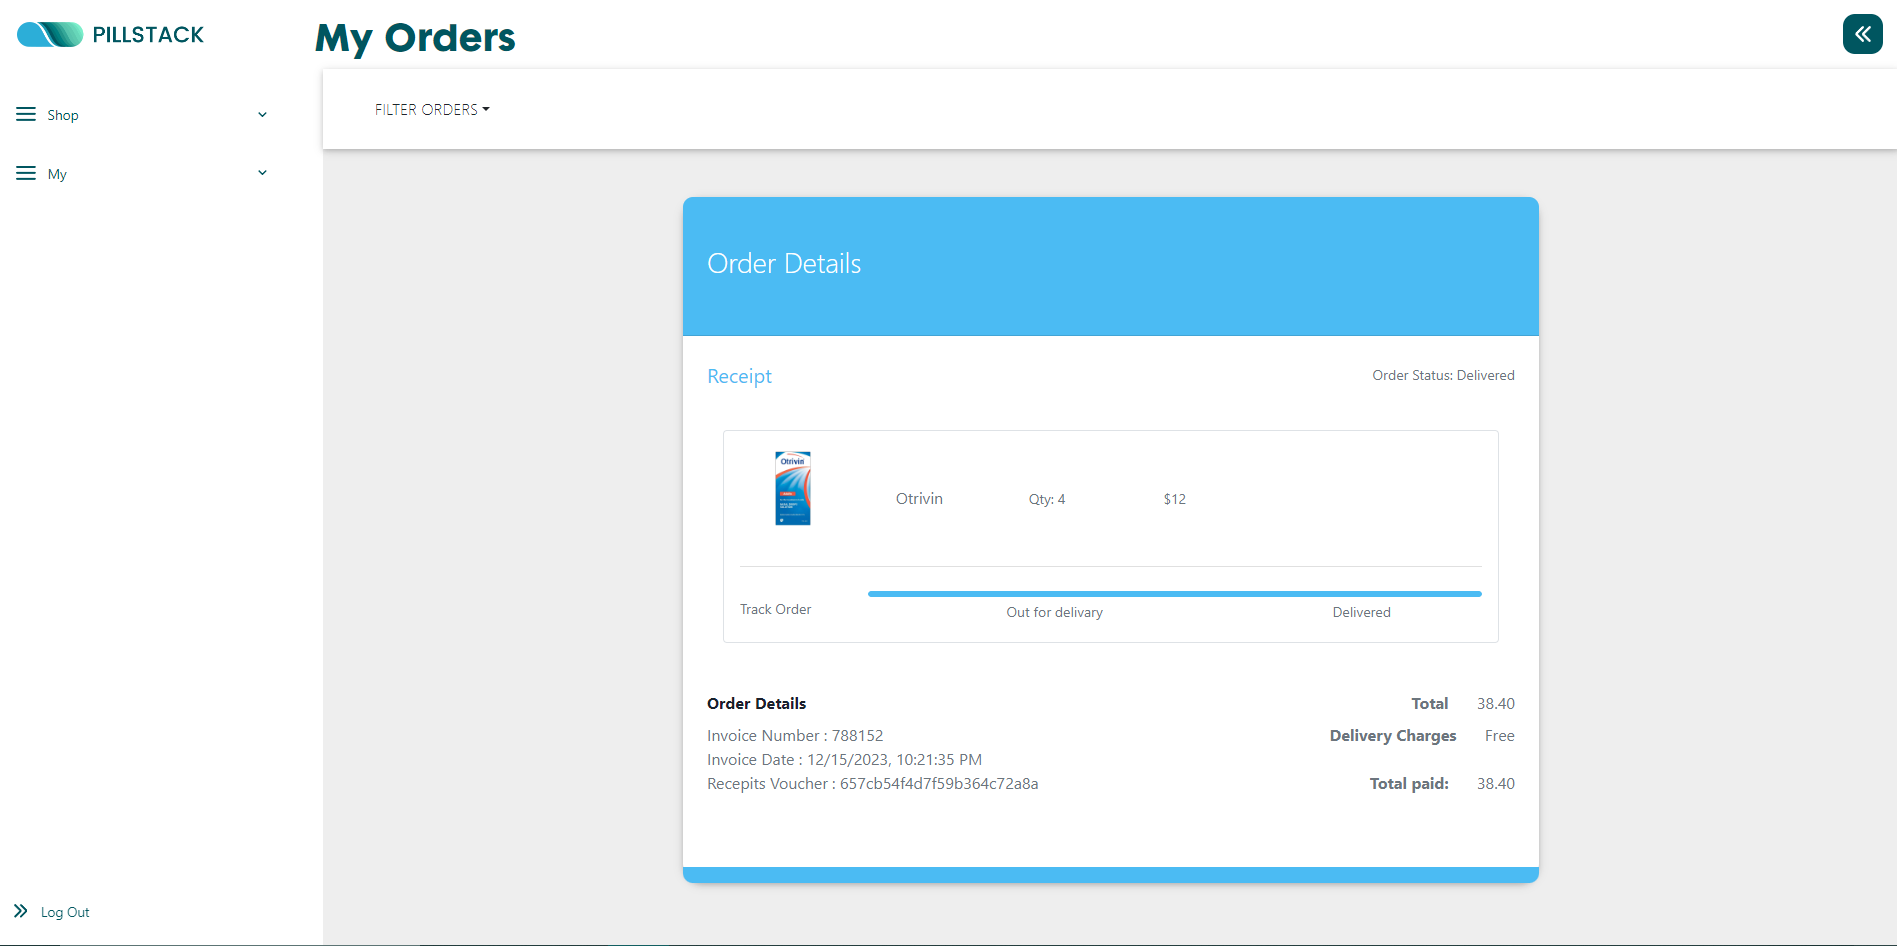 PILLSTACK
My Orders
Shop
My
FILTER ORDERS
Order Details
Receipt
Order Status: Delivered
Otrivin
Otrivin
Qty: 4
$12
Track Order
Out for delivary
Delivered
Order Details
Total 38.40
Invoice Number : 788152
Delivery Charges Free
Invoice Date : 12/15/2023, 10:21:35 PM
Recepits Voucher : 657cb54f4d7f59b364c72a8a
Total paid: 38.40
Log Out